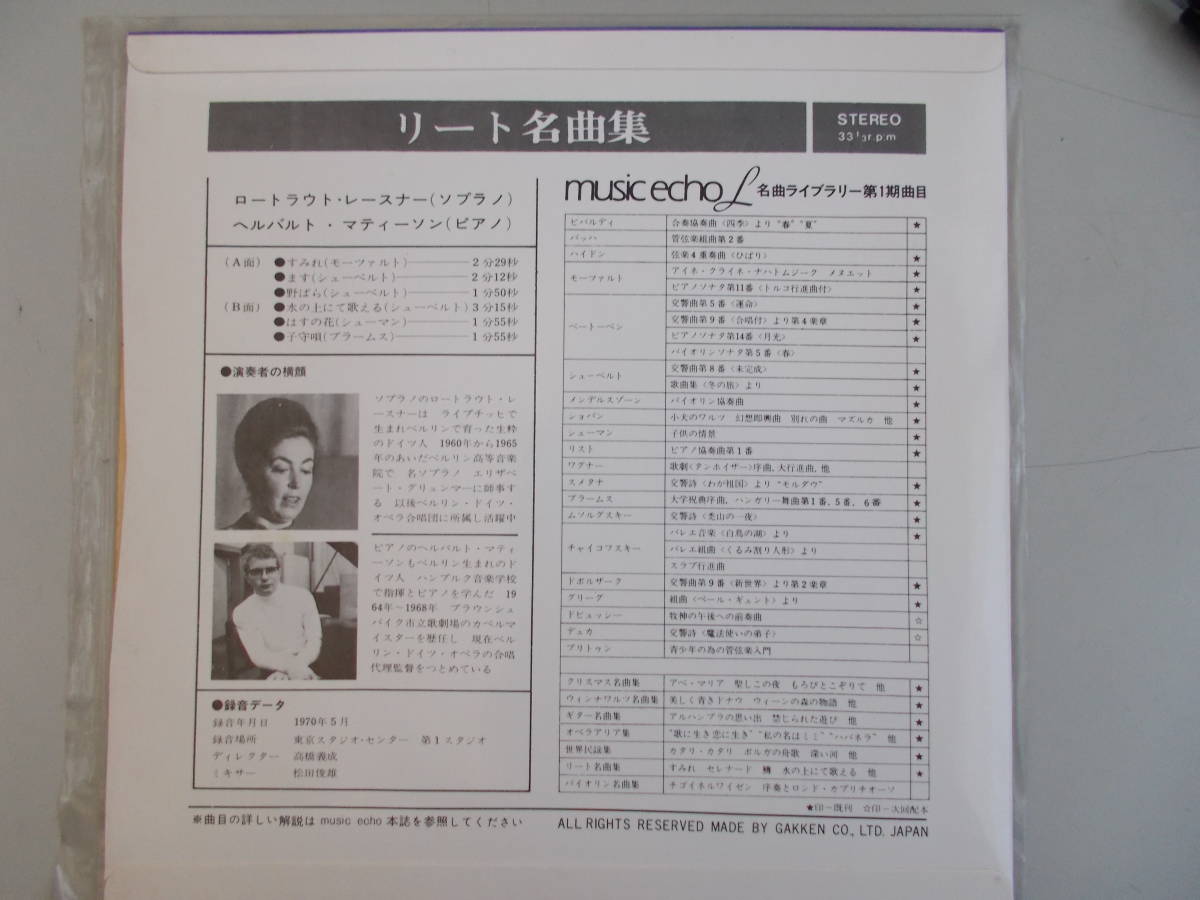 リート名曲集
STEREO
33 1/3r.p.m
ロートラウト・レースナー(ソプラノ)
ヘルバルト・マティーソン(ピアノ)
(A面) ●すみれ(モーツァルト)――2分29秒
●ます(シューベルト)――2分12秒
●野ばら(シューベルト)――1分50秒
(B面) ●水の上にて歌える(シューベルト)3分15秒
●はすの花(シューマン)――1分55秒
●子守唄(ブラームス)――1分55秒
●演奏者の横顔
ソプラノのロートラウト・レ
ースナーは ライプチッヒで
生まれベルリンで育った生粋
のドイツ人 1960年から1965
年のあいだベルリン高等音楽
院で 名ソプラノ エリザベ
ート・グリュンマーに師事す
る 以後ベルリン・ドイツ・
オペラ合唱団に所属し活躍中
ピアノのヘルバルト・マティ
ーソンもベルリン生まれのド
イツ人 ハンブルク音楽学校
で指揮とピアノを学んだ 19
64年〜1968年 ブラウンシュ
バイク市立歌劇場のカペルマ
イスターを歴任し 現在ベル
リン・ドイツ・オペラの合唱
代理監督をつとめている
●録音データ
録音年月日 1970年5月
録音場所 東京スタジオ・センター 第1スタジオ
ディレクター 高橋義成
ミキサー 松田俊雄
music echo L 名曲ライブラリー第1期曲目
ビバルディ 合奏協奏曲〈四季〉より“春”“夏” ★
バッハ 管弦楽組曲第2番
ハイドン 弦楽4重奏曲〈ひばり〉 ★
モーツァルト アイネ・クライネ・ナハトムジーク メヌエット ★
ピアノソナタ第11番〈トルコ行進曲付〉 ★
ベートーベン 交響曲第5番〈運命〉 ★
交響曲第9番〈合唱付〉より第4楽章 ★
ピアノソナタ第14番〈月光〉 ★
バイオリンソナタ第5番〈春〉
シューベルト 交響曲第8番〈未完成〉 ★
歌曲集〈冬の旅〉より ★
メンデルスゾーン バイオリン協奏曲 ★
ショパン 小犬のワルツ 幻想即興曲 別れの曲 マズルカ 他 ★
シューマン 子供の情景 ★
リスト ピアノ協奏曲第1番 ★
ワグナー 歌劇〈タンホイザー〉序曲,大行進曲,他
スメタナ 交響詩〈わが祖国〉より“モルダウ” ★
ブラームス 大学祝典序曲,ハンガリー舞曲第1番,5番,6番 ★
ムソルグスキー 交響詩〈禿山の一夜〉 ★
チャイコフスキー バレエ音楽〈白鳥の湖〉より ★
バレエ組曲〈くるみ割り人形〉より
スラブ行進曲
ドボルザーク 交響曲第9番〈新世界〉より第2楽章 ★
グリーグ 組曲〈ペール・ギュント〉より ★
ドビュッシー 牧神の午後への前奏曲 ☆
デュカ 交響詩〈魔法使いの弟子〉 ☆
ブリトゥン 青少年の為の管弦楽入門
クリスマス名曲集 アベ・マリア 聖しこの夜 もろびとこぞりて 他 ★
ウィンナワルツ名曲集 美しく青きドナウ ウィーンの森の物語 他 ★
ギター名曲集 アルハンブラの思い出 禁じられた遊び 他 ★
オペラアリア集 “歌に生き恋に生き”“私の名はミミ”“ハバネラ” 他 ★
世界民謡集 カタリ・カタリ ボルガの舟歌 深い河 他 ★
リート名曲集 すみれ セレナード 鱒 水の上にて歌える 他 ★
バイオリン名曲集 チゴイネルワイゼン 序奏とロンド・カプリチオーソ
★印―既刊 ☆印―次回配本
※曲目の詳しい解説は music echo 本誌を参照してください
ALL RIGHTS RESERVED MADE BY GAKKEN CO., LTD. JAPAN